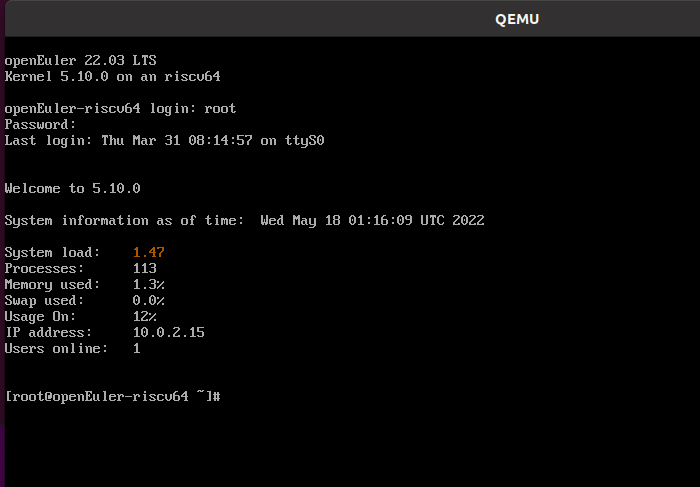 QEMU
openEuler 22.03 LTS
Kernel 5.10.0 on an riscv64
openEuler-riscv64 login: root
Password:
Last login: Thu Mar 31 08:14:57 on ttyS0
Welcome to 5.10.0
System information as of time:  Wed May 18 01:16:09 UTC 2022
System load:    1.47
Processes:      113
Memory used:    1.3%
Swap used:      0.0%
Usage On:       12%
IP address:     10.0.2.15
Users online:   1
[root@openEuler-riscv64 ~]#